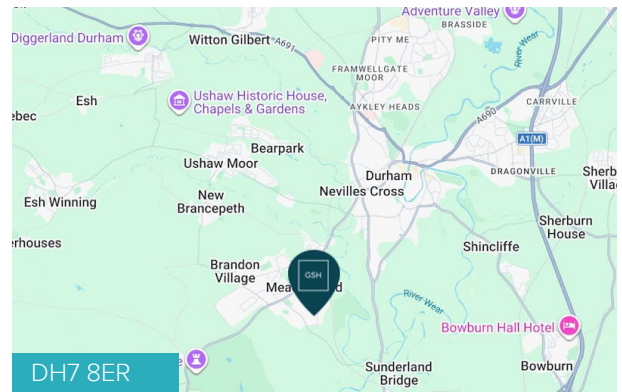 Adventure Valley
BRASSIDE
Diggerland Durham
Witton Gilbert
A691
PITY ME
River Wear
FRAMWELLGATE
MOOR
Esh
Ushaw Historic House,
Chapels & Gardens
AYKLEY HEADS
CARRVILLE
A690
A1(M)
Bearpark
Ushaw Moor
Durham
DRAGONVILLE
Nevilles Cross
New
Brancepeth
Esh Winning
Sherburn
House
Shincliffe
Brandon
Village
GSH
River Wear
Bowburn Hall Hotel
DH7 8ER
Sunderland
Bridge
Bowburn